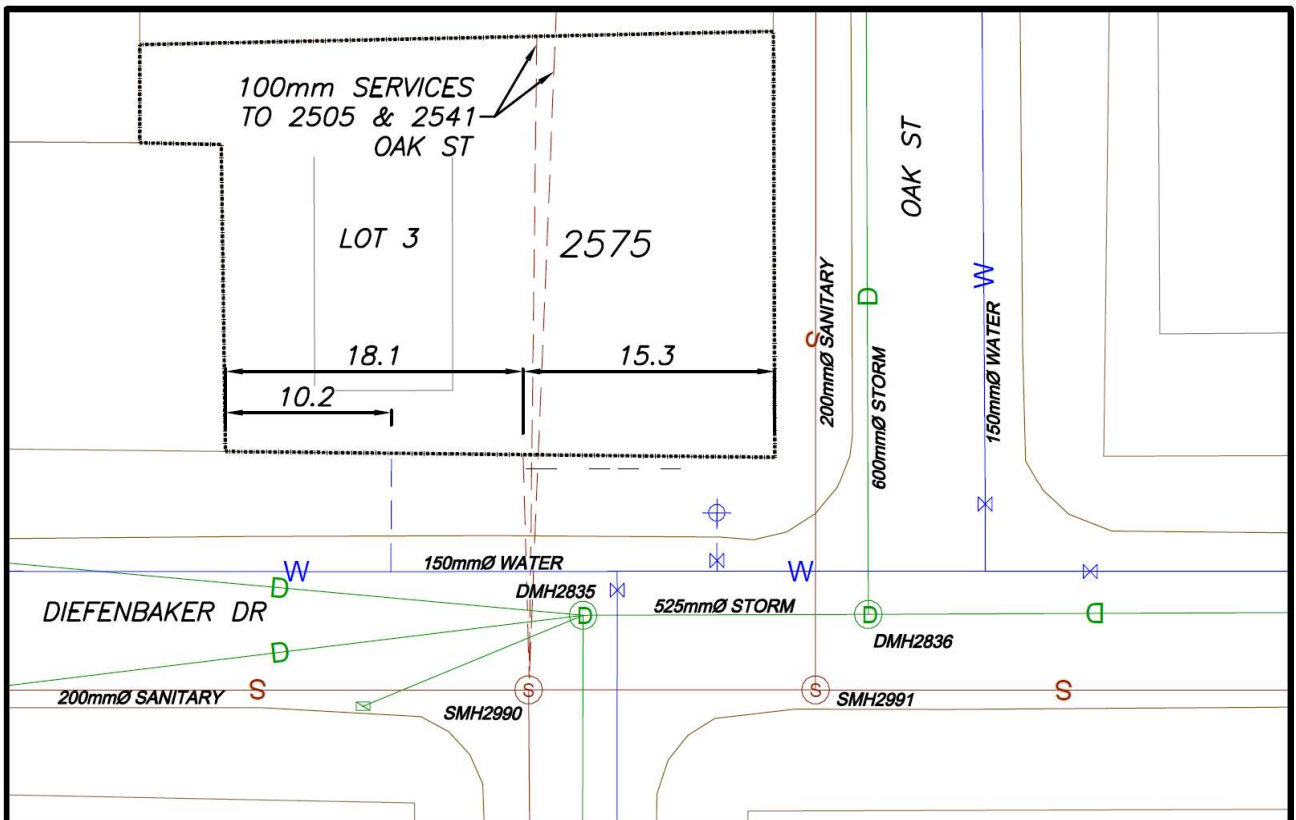 100mm SERVICES
TO 2505 & 2541
OAK ST
OAK ST
LOT 3
2575
W
D
200mmØ SANITARY
S
600mmØ STORM
150mmØ WATER
18.1
15.3
10.2
W
150mmØ WATER
W
D
DMH2835
525mmØ STORM
DIEFENBAKER DR
D
D
D
DMH2836
D
200mmØ SANITARY
S
S
SMH2990
S
SMH2991
S